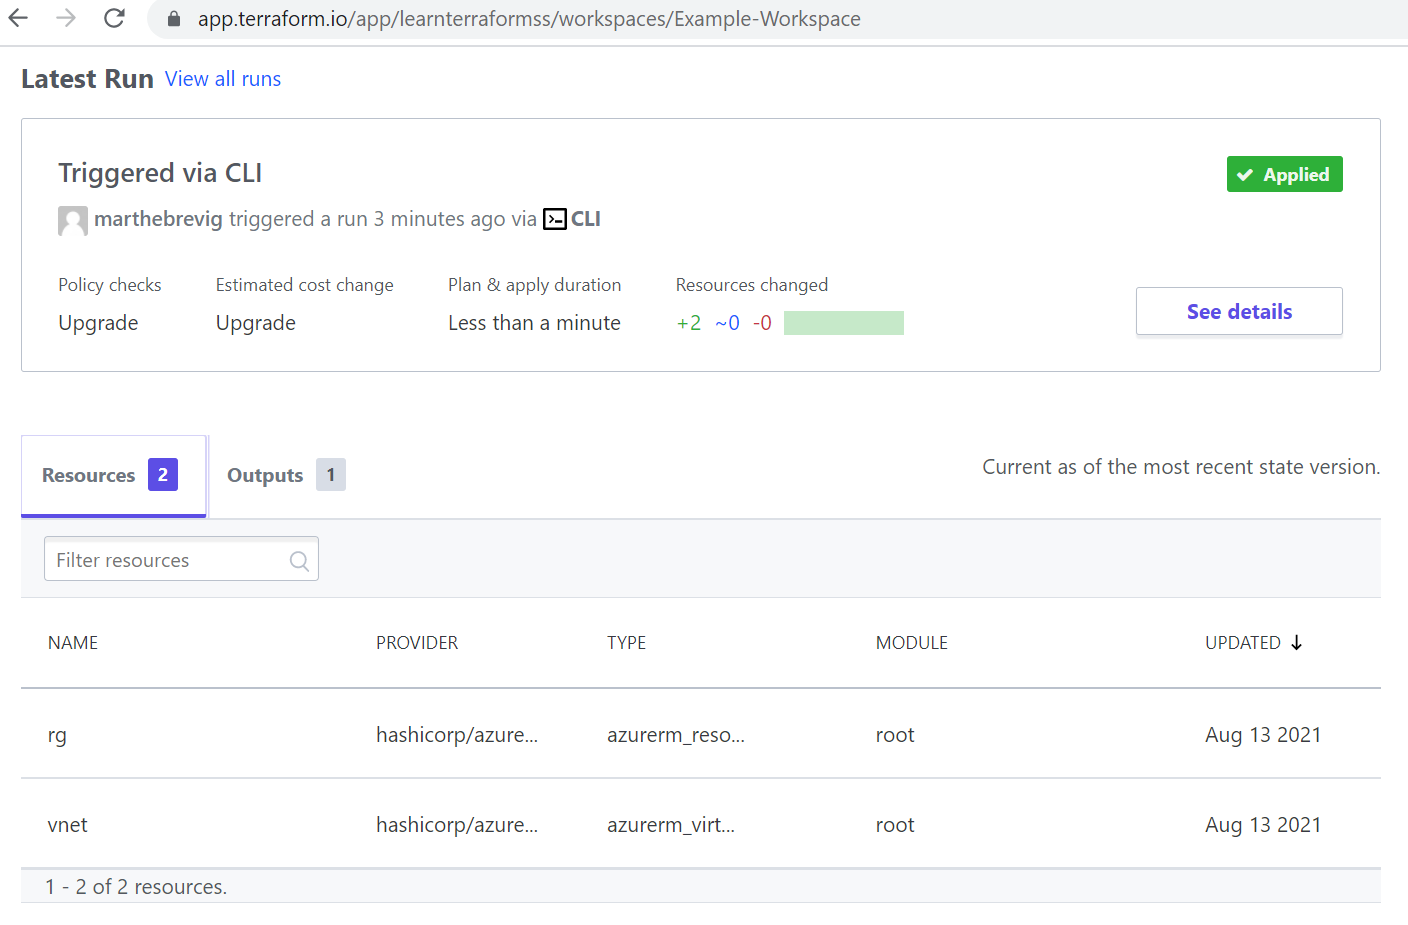 app.terraform.io/app/learnterraformss/workspaces/Example-Workspace
Latest Run View all runs
Triggered via CLI
✓ Applied
marthebrevig triggered a run 3 minutes ago via CLI
Policy checks Estimated cost change Plan & apply duration Resources changed
Upgrade Upgrade Less than a minute +2 ~0 -0
See details
Resources 2 Outputs 1
Current as of the most recent state version.
Filter resources
NAME PROVIDER TYPE MODULE UPDATED ↓
rg hashicorp/azure... azurerm_reso... root Aug 13 2021
vnet hashicorp/azure... azurerm_virt... root Aug 13 2021
1 - 2 of 2 resources.